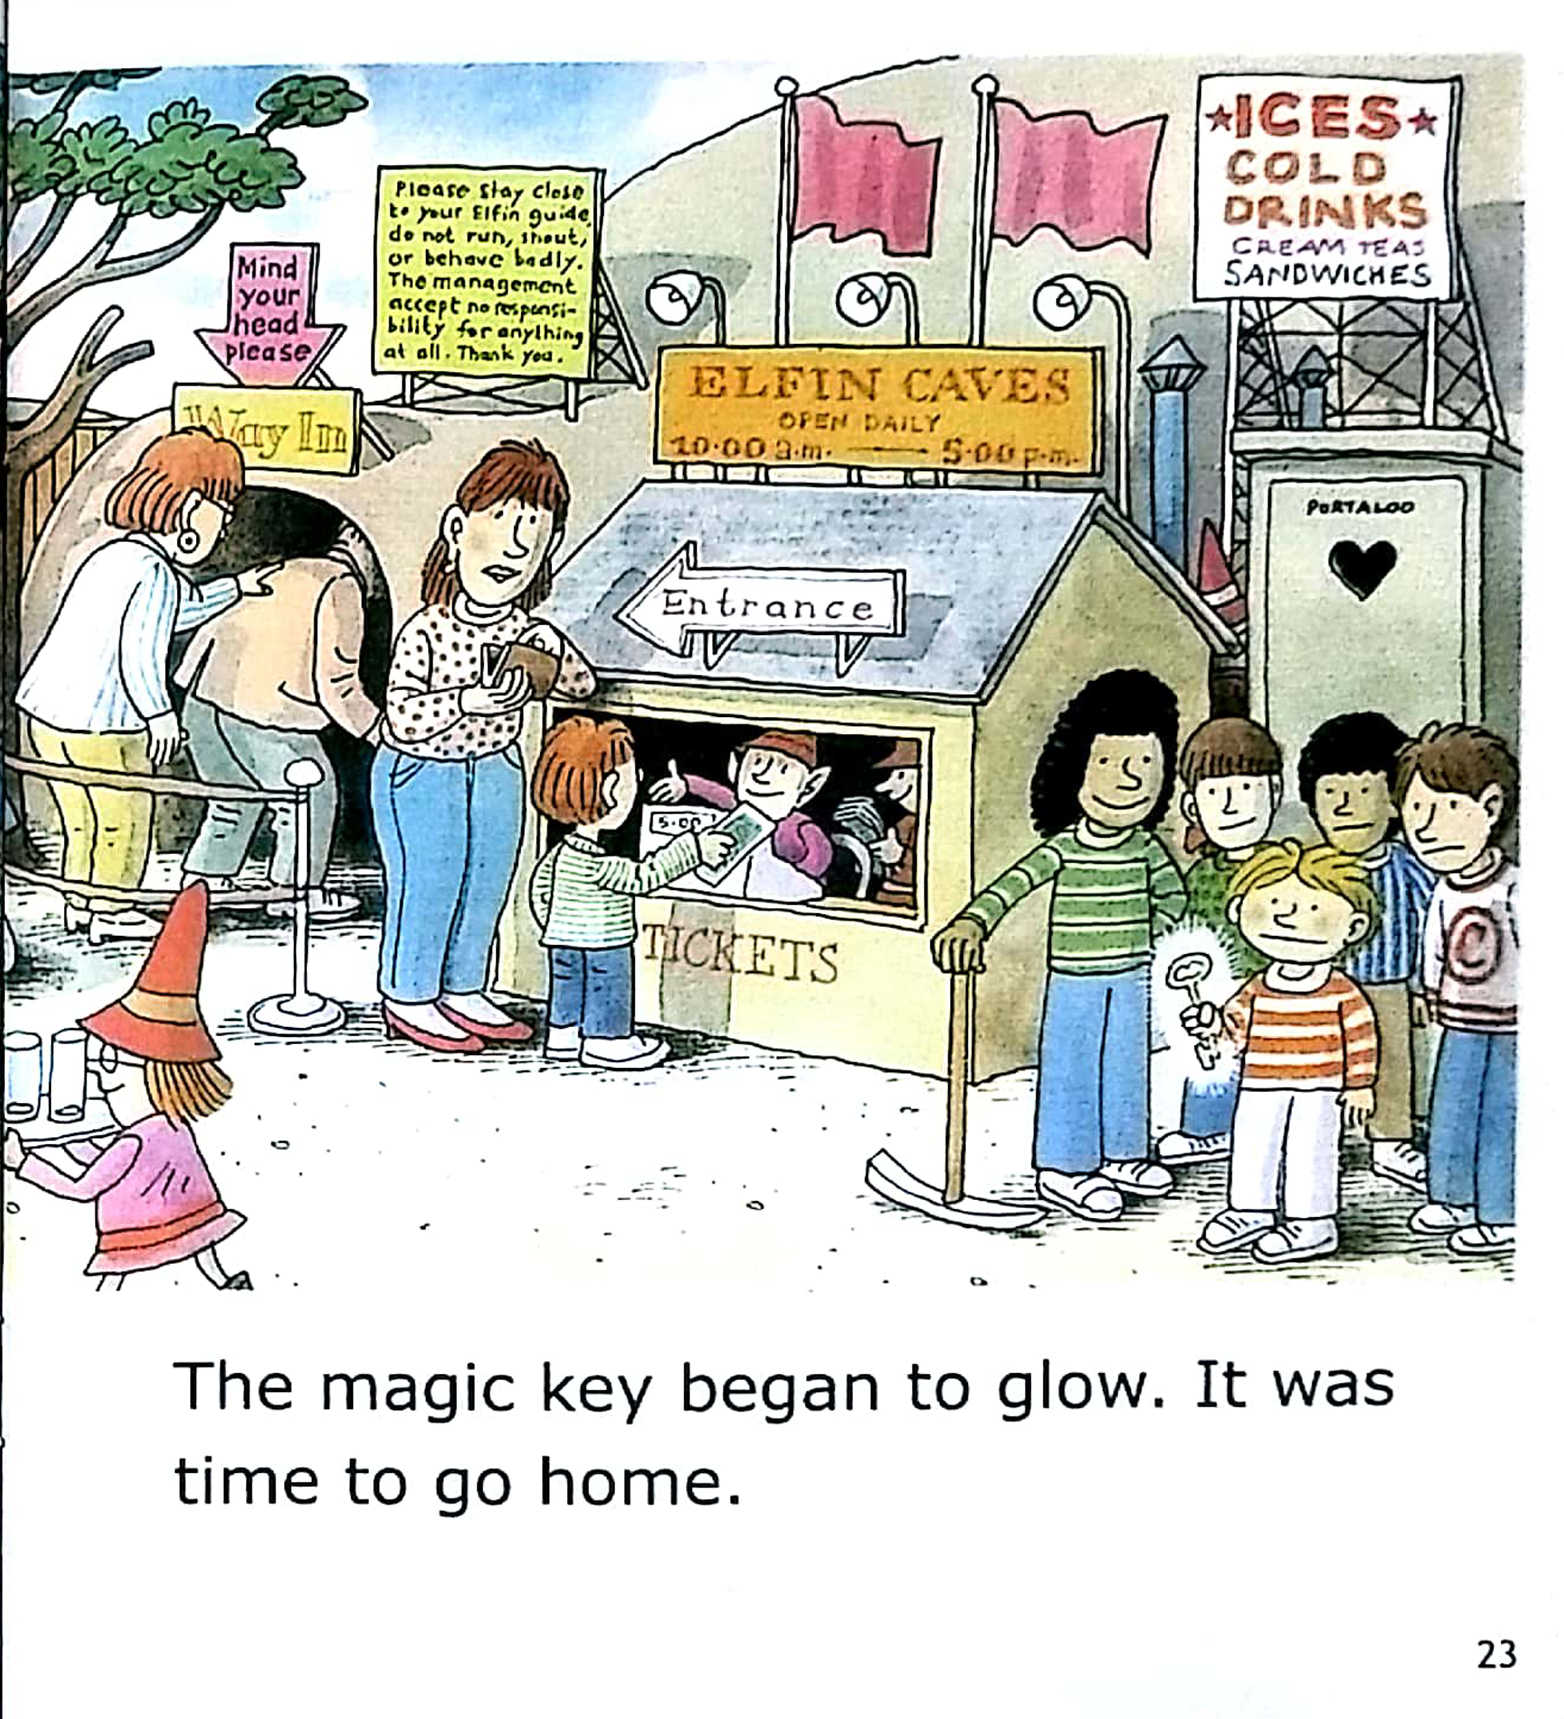 Please stay close
to your Elfin guide,
do not run, shout,
or behave badly.
The management
accept no responsi-
bility for anything
at all. Thank you.
Mind
your
head
please
Way In
ELFIN CAVES
OPEN DAILY
10·00 a.m. — 5·00 p.m.
★ICES★
COLD
DRINKS
CREAM TEAS
SANDWICHES
PORTALOO
Entrance
5·00
TICKETS
C
The magic key began to glow. It was
time to go home.
23